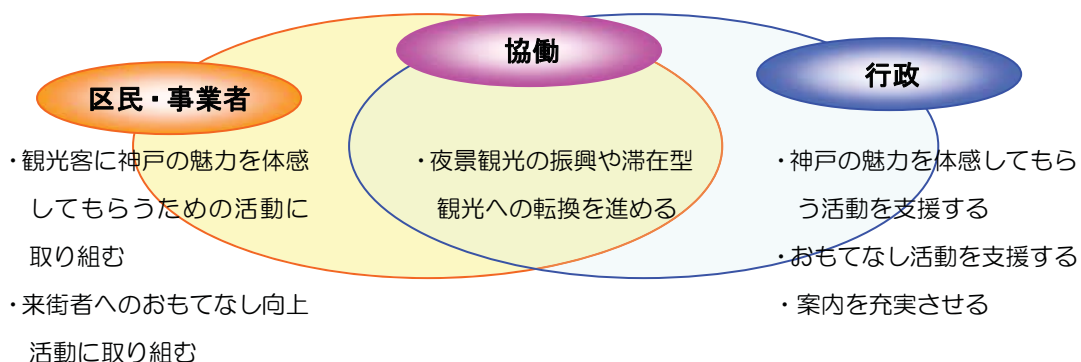 協働
区民・事業者
行政
・観光客に神戸の魅力を体感
してもらうための活動に
取り組む
・来街者へのおもてなし向上
活動に取り組む
・夜景観光の振興や滞在型
観光への転換を進める
・神戸の魅力を体感してもら
う活動を支援する
・おもてなし活動を支援する
・案内を充実させる